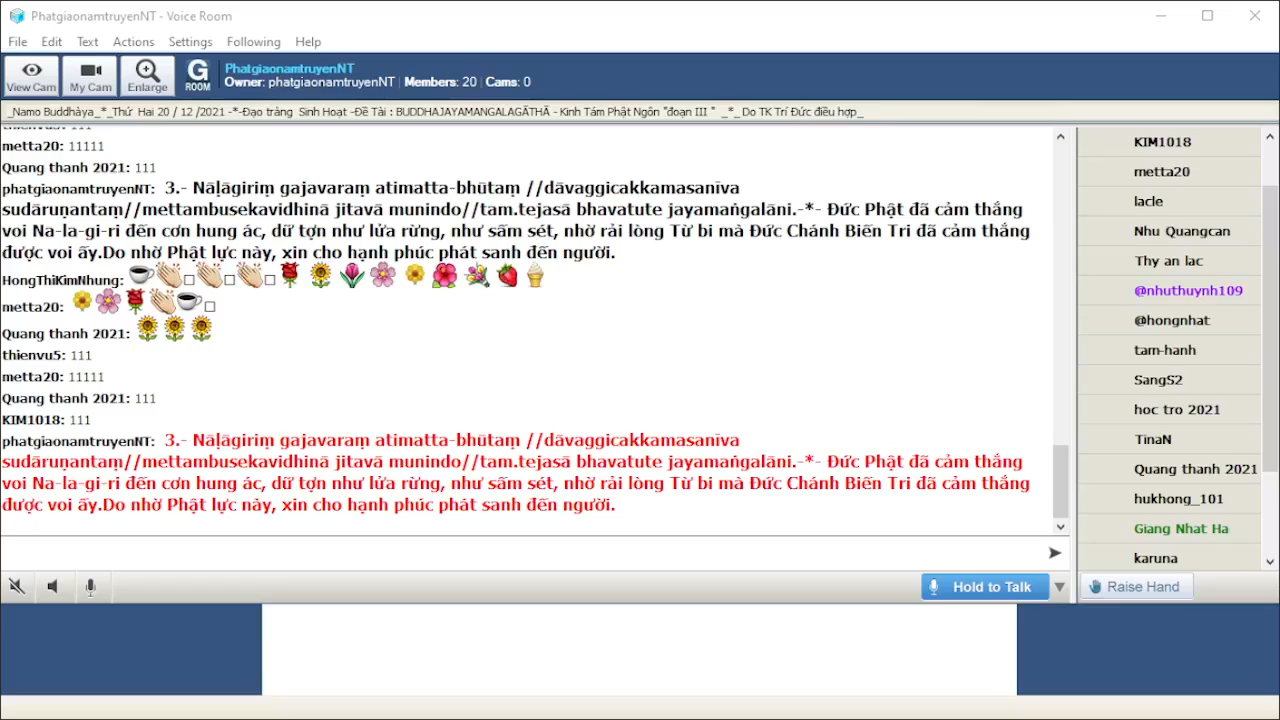 PhatgiaonamtruyenNT - Voice Room
File Edit Text Actions Settings Following Help
View Cam My Cam Enlarge G ROOM
PhatgiaonamtruyenNT
Owner: phatgiaonamtruyenNT | Members: 20 | Cams: 0
_Namo Buddhàya_*_Thứ Hai 20 / 12 /2021 -*-Đạo tràng Sinh Hoạt -Đề Tài : BUDDHAJAYAMANGALAGĀTHĀ - Kinh Tám Phật Ngôn "đoạn III " _*_ Do TK Trí Đức điều hợp_
metta20: 11111
Quang thanh 2021: 111
phatgiaonamtruyenNT: 3.- Nāḷāgiriṃ gajavaraṃ atimatta-bhūtaṃ //dāvaggicakkamasanīva
sudāruṇantaṃ//mettambusekavidhinā jitavā munindo//tam.tejasā bhavatute jayamaṅgalāni.-*- Đức Phật đã cảm thắng
voi Na-la-gi-ri đến cơn hung ác, dữ tợn như lửa rừng, như sấm sét, nhờ rải lòng Từ bi mà Đức Chánh Biến Tri đã cảm thắng
được voi ấy.Do nhờ Phật lực này, xin cho hạnh phúc phát sanh đến người.
HongThiKimNhung:
metta20:
Quang thanh 2021:
thienvu5: 111
metta20: 11111
Quang thanh 2021: 111
KIM1018: 111
phatgiaonamtruyenNT: 3.- Nāḷāgiriṃ gajavaraṃ atimatta-bhūtaṃ //dāvaggicakkamasanīva
sudāruṇantaṃ//mettambusekavidhinā jitavā munindo//tam.tejasā bhavatute jayamaṅgalāni.-*- Đức Phật đã cảm thắng
voi Na-la-gi-ri đến cơn hung ác, dữ tợn như lửa rừng, như sấm sét, nhờ rải lòng Từ bi mà Đức Chánh Biến Tri đã cảm thắng
được voi ấy.Do nhờ Phật lực này, xin cho hạnh phúc phát sanh đến người.
KIM1018
metta20
lacle
Nhu Quangcan
Thy an lac
@nhuthuynh109
@hongnhat
tam-hanh
SangS2
hoc tro 2021
TinaN
Quang thanh 2021
hukhong_101
Giang Nhat Ha
karuna
Hold to Talk
Raise Hand